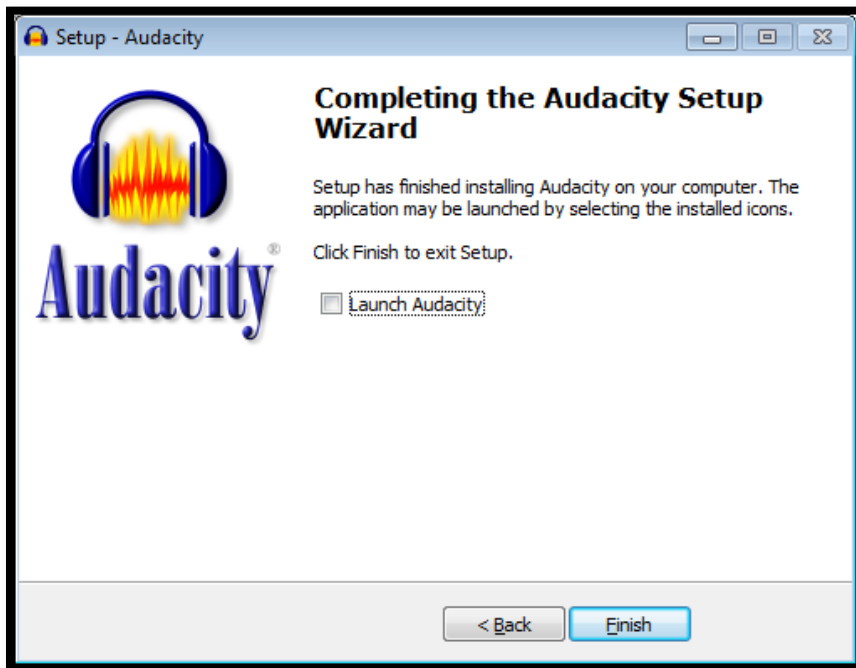 Setup - Audacity
Completing the Audacity Setup
Wizard
Setup has finished installing Audacity on your computer. The
application may be launched by selecting the installed icons.
Click Finish to exit Setup.
Audacity®
Launch Audacity
< Back
Finish